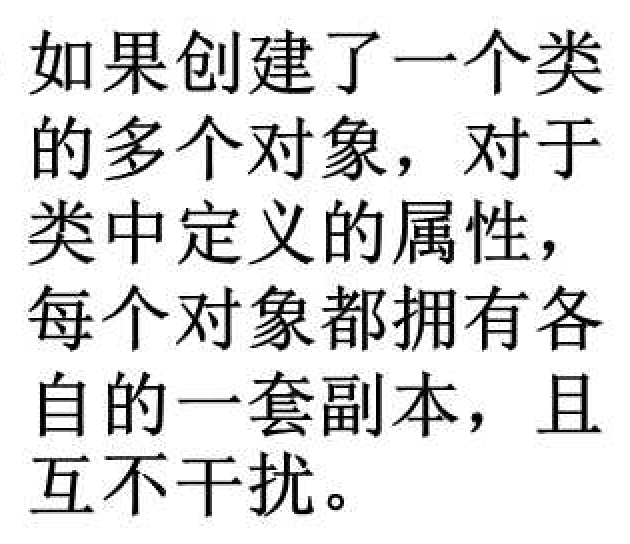 如果创建了一个类
的多个对象，对于
类中定义的属性，
每个对象都拥有各
自的一套副本，且
互不干扰。